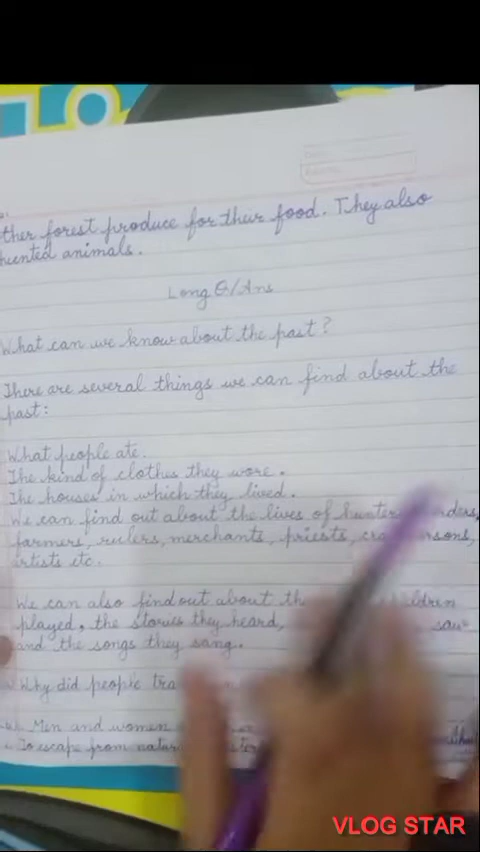 ther forest produce for their food. They also
hunted animals.
Long Q/Ans
What can we know about the past?
There are several things we can find about the
past:
What people ate.
The kind of clothes they wore.
The houses in which they lived.
We can find out about the lives of
farmers, rulers, merchants, priests,
artists etc.
We can also find out about
played, the stories they heard, saw
and the songs they sang.
Why did people
Men and women
To escape from
VLOG STAR